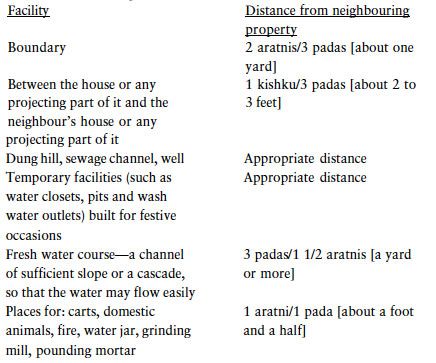 Facility Distance from neighbouring
property
Boundary 2 aratnis/3 padas [about one
yard]
Between the house or any 1 kishku/3 padas [about 2 to
projecting part of it and the 3 feet]
neighbour's house or any
projecting part of it
Dung hill, sewage channel, well Appropriate distance
Temporary facilities (such as Appropriate distance
water closets, pits and wash
water outlets) built for festive
occasions
Fresh water course—a channel 3 padas/1 1/2 aratnis [a yard
of sufficient slope or a cascade, or more]
so that the water may flow easily
Places for: carts, domestic 1 aratni/1 pada [about a foot
animals, fire, water jar, grinding and a half]
mill, pounding mortar